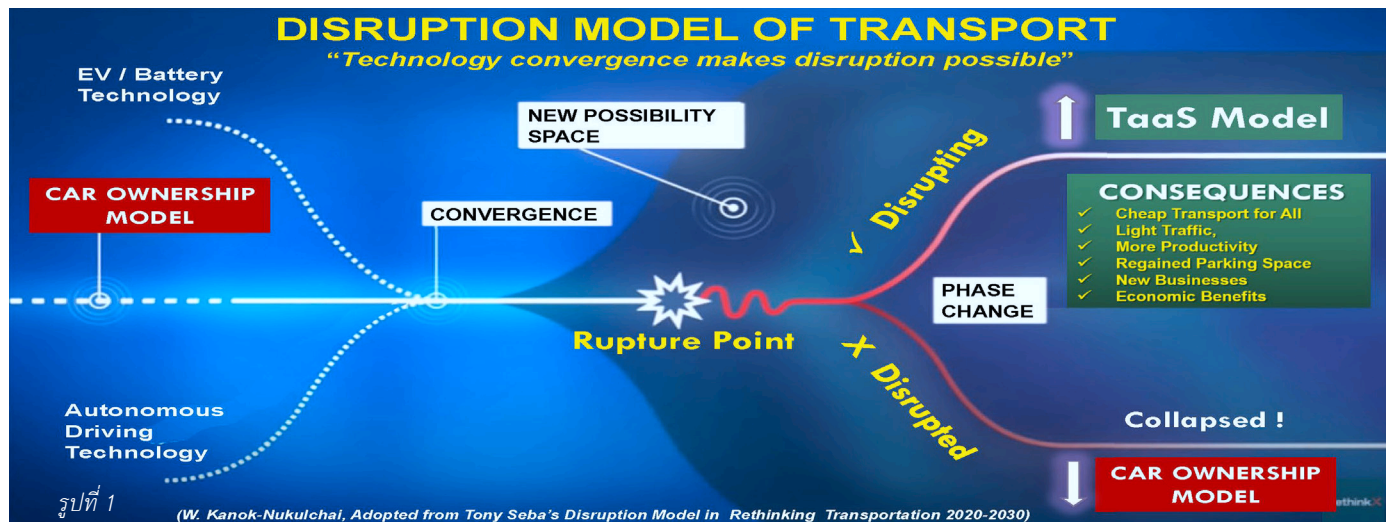 DISRUPTION MODEL OF TRANSPORT
“Technology convergence makes disruption possible”
EV / Battery
Technology
CAR OWNERSHIP
MODEL
CONVERGENCE
NEW POSSIBILITY
SPACE
Rupture Point
Autonomous
Driving
Technology
✓ Disrupting
X Disrupted
PHASE
CHANGE
TaaS Model
CONSEQUENCES
✓ Cheap Transport for All
✓ Light Traffic,
✓ More Productivity
✓ Regained Parking Space
✓ New Businesses
✓ Economic Benefits
Collapsed !
CAR OWNERSHIP
MODEL
ethinkX
รูปที่ 1
(W. Kanok-Nukulchai, Adopted from Tony Seba’s Disruption Model in Rethinking Transportation 2020-2030)